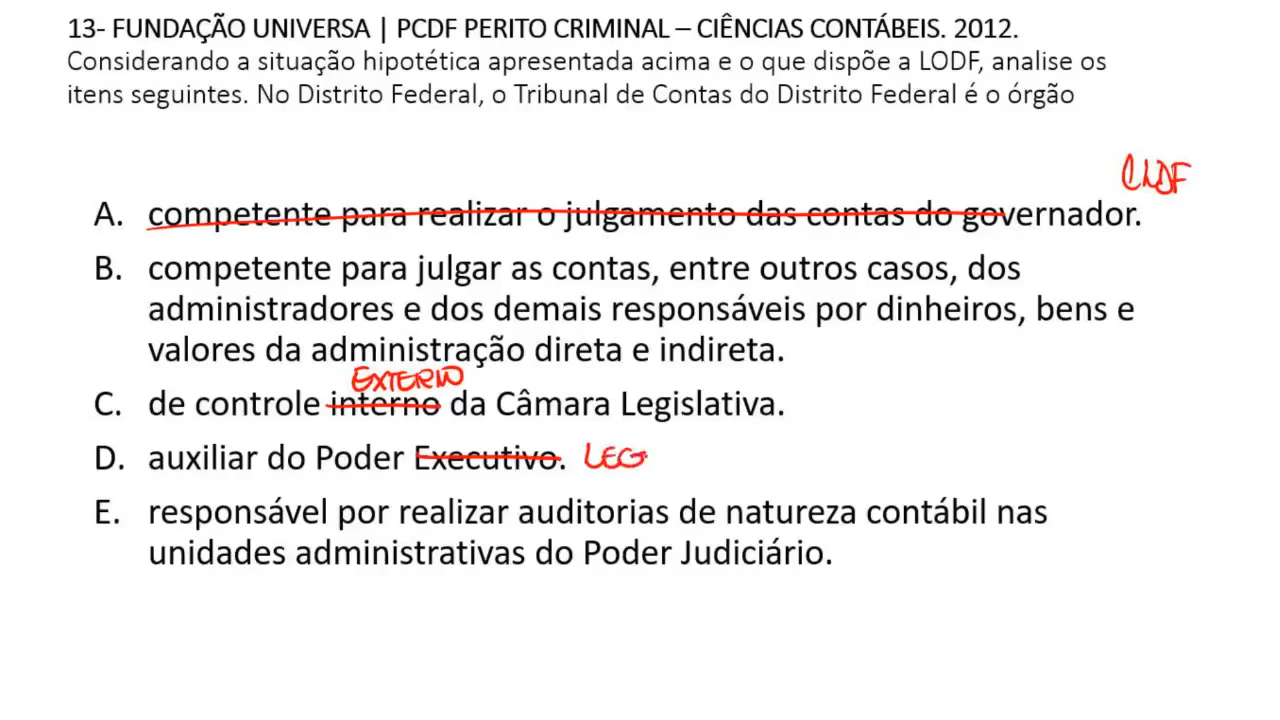 13- FUNDAÇÃO UNIVERSA | PCDF PERITO CRIMINAL – CIÊNCIAS CONTÁBEIS. 2012.
Considerando a situação hipotética apresentada acima e o que dispõe a LODF, analise os
itens seguintes. No Distrito Federal, o Tribunal de Contas do Distrito Federal é o órgão
CLDF
A. competente para realizar o julgamento das contas do governador.
B. competente para julgar as contas, entre outros casos, dos
administradores e dos demais responsáveis por dinheiros, bens e
valores da administração direta e indireta.
EXTERNO
C. de controle interno da Câmara Legislativa.
D. auxiliar do Poder Executivo. LEG
E. responsável por realizar auditorias de natureza contábil nas
unidades administrativas do Poder Judiciário.